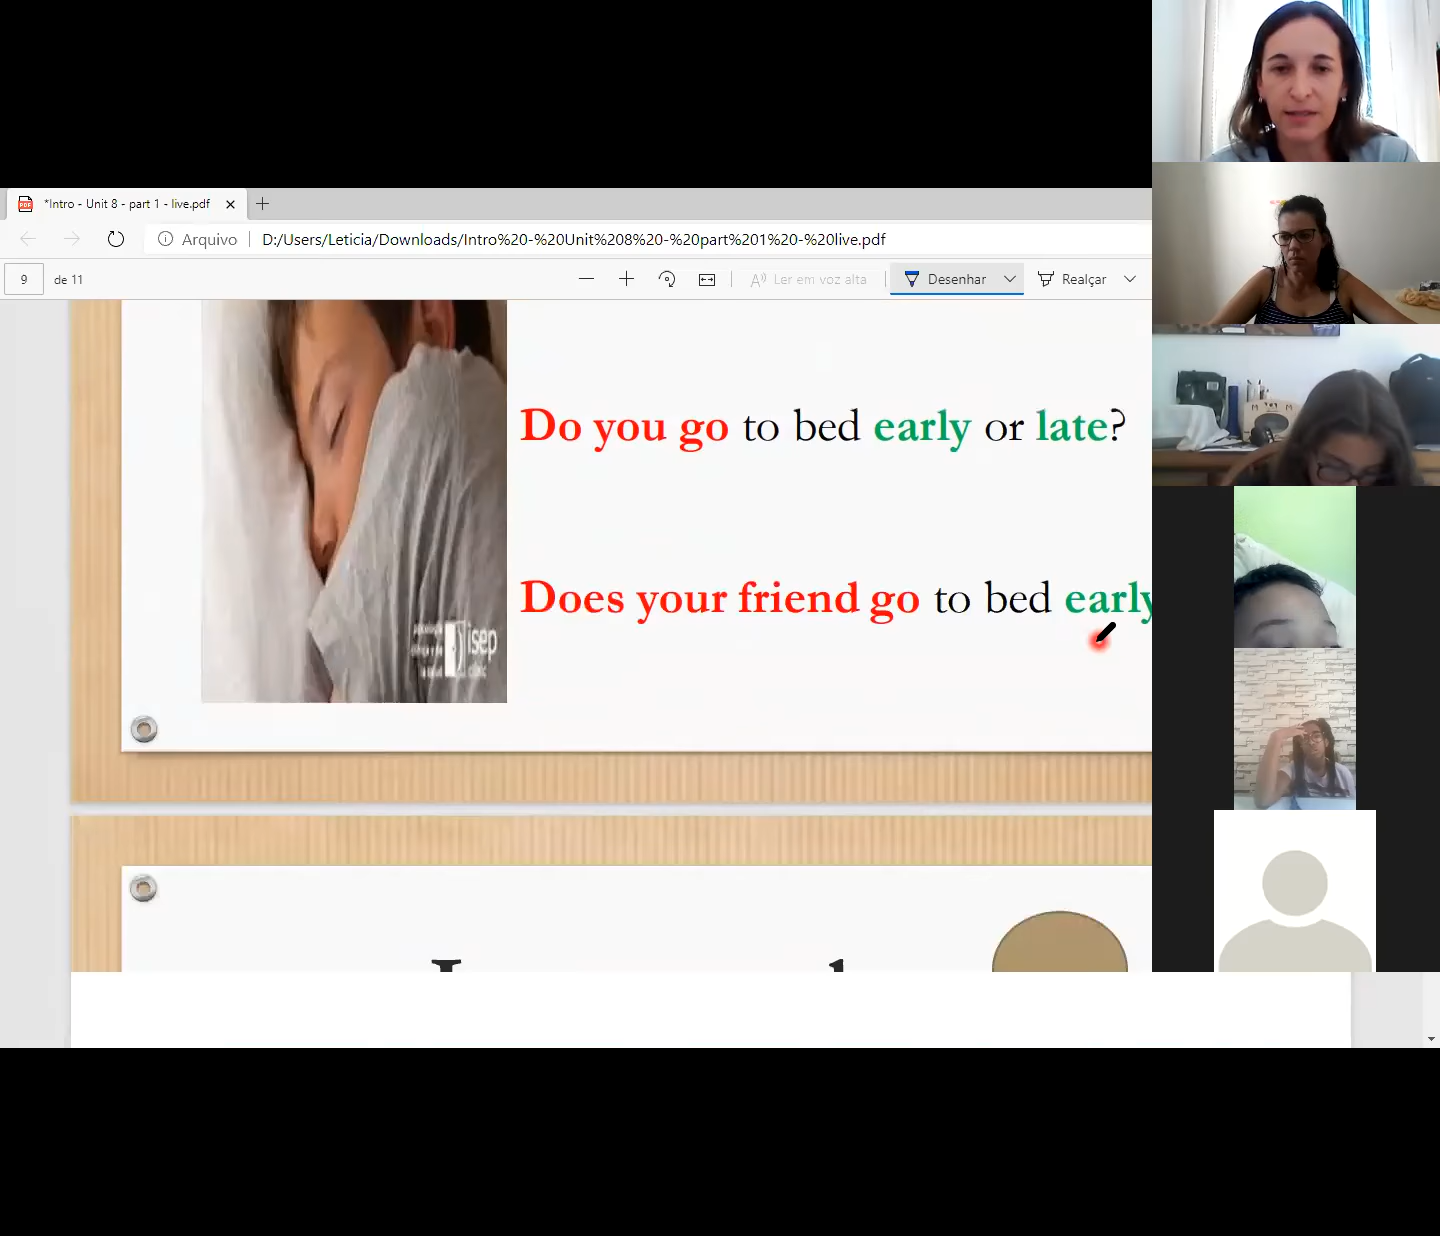 *Intro - Unit 8 - part 1 - live.pdf
Arquivo
D:/Users/Leticia/Downloads/Intro%20-%20Unit%208%20-%20part%201%20-%20live.pdf
9 de 11
Ler em voz alta
Desenhar
Realçar
Do you go to bed early or late?
Does your friend go to bed early
isep